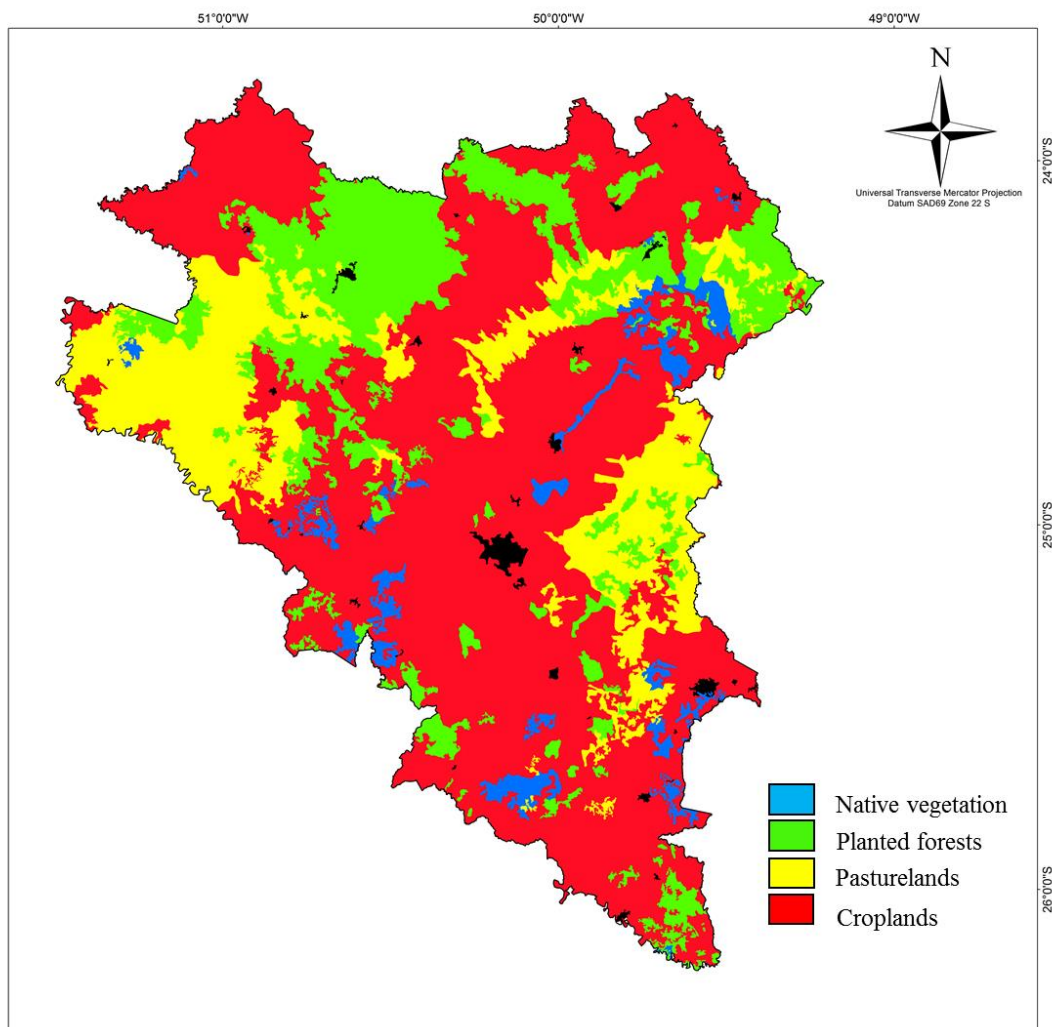 51°0'0"W
50°0'0"W
49°0'0"W
N
Universal Transverse Mercator Projection
Datum SAD69 Zone 22 S
24°0'0"S
25°0'0"S
26°0'0"S
Native vegetation
Planted forests
Pasturelands
Croplands